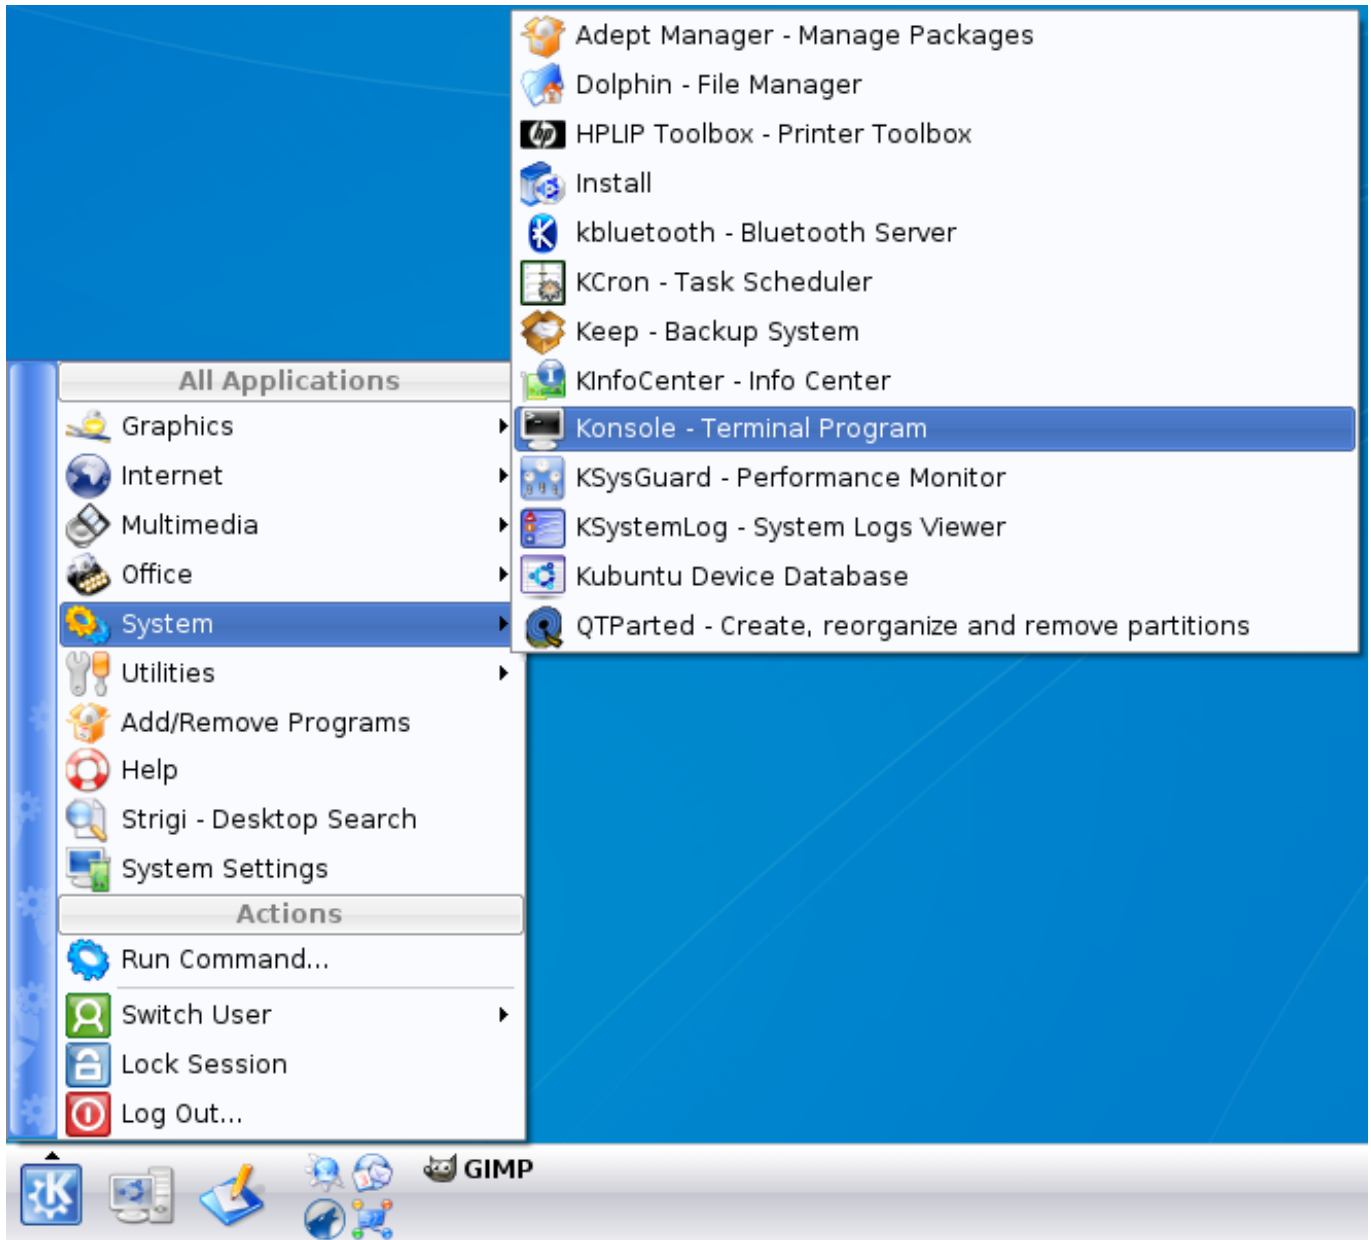 Adept Manager - Manage Packages
Dolphin - File Manager
HPLIP Toolbox - Printer Toolbox
Install
kbluetooth - Bluetooth Server
KCron - Task Scheduler
Keep - Backup System
KInfoCenter - Info Center
Konsole - Terminal Program
KSysGuard - Performance Monitor
KSystemLog - System Logs Viewer
Kubuntu Device Database
QTParted - Create, reorganize and remove partitions
All Applications
Graphics
Internet
Multimedia
Office
System
Utilities
Add/Remove Programs
Help
Strigi - Desktop Search
System Settings
Actions
Run Command...
Switch User
Lock Session
Log Out...
GIMP